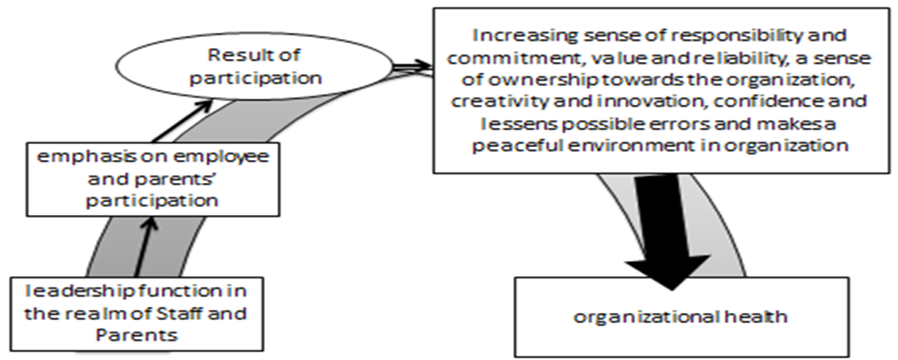 Result of
participation
Increasing sense of responsibility and
commitment, value and reliability, a sense
of ownership towards the organization,
creativity and innovation, confidence and
lessens possible errors and makes a
peaceful environment in organization
emphasis on employee
and parents’
participation
leadership function in
the realm of Staff and
Parents
organizational health